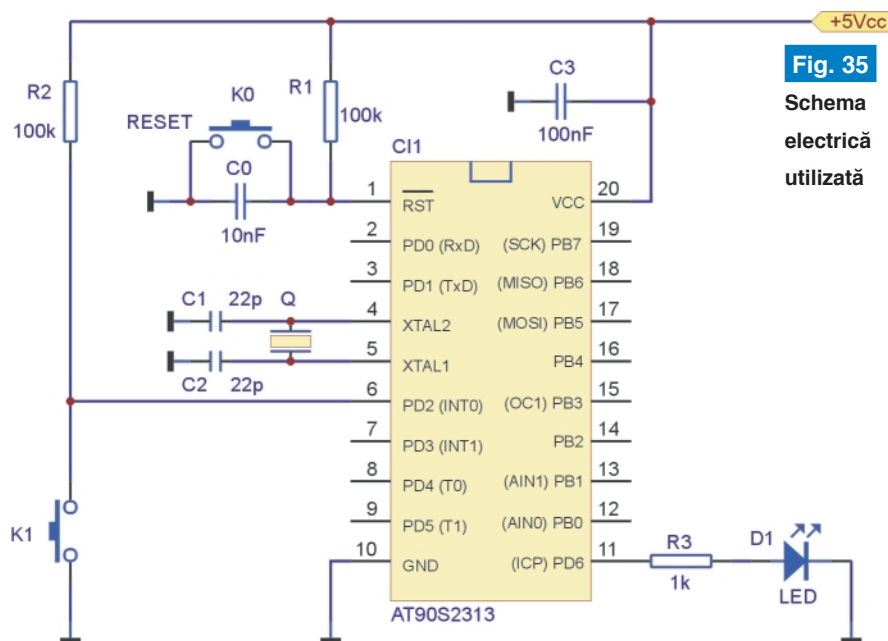 +5Vcc
Fig. 35
Schema
electrică
utilizată
R2
100k
RESET
K0
R1
100k
C3
100nF
CI1
C0
10nF
1
RST
2
PD0 (RxD)
3
PD1 (TxD)
C1
22p
Q
4
XTAL2
C2
22p
5
XTAL1
6
PD2 (INT0)
7
PD3 (INT1)
8
PD4 (T0)
9
PD5 (T1)
10
GND
VCC
20
(SCK) PB7
19
(MISO) PB6
18
(MOSI) PB5
17
PB4
16
(OC1) PB3
15
PB2
14
(AIN1) PB1
13
(AIN0) PB0
12
(ICP) PD6
11
K1
R3
1k
D1
LED
AT90S2313